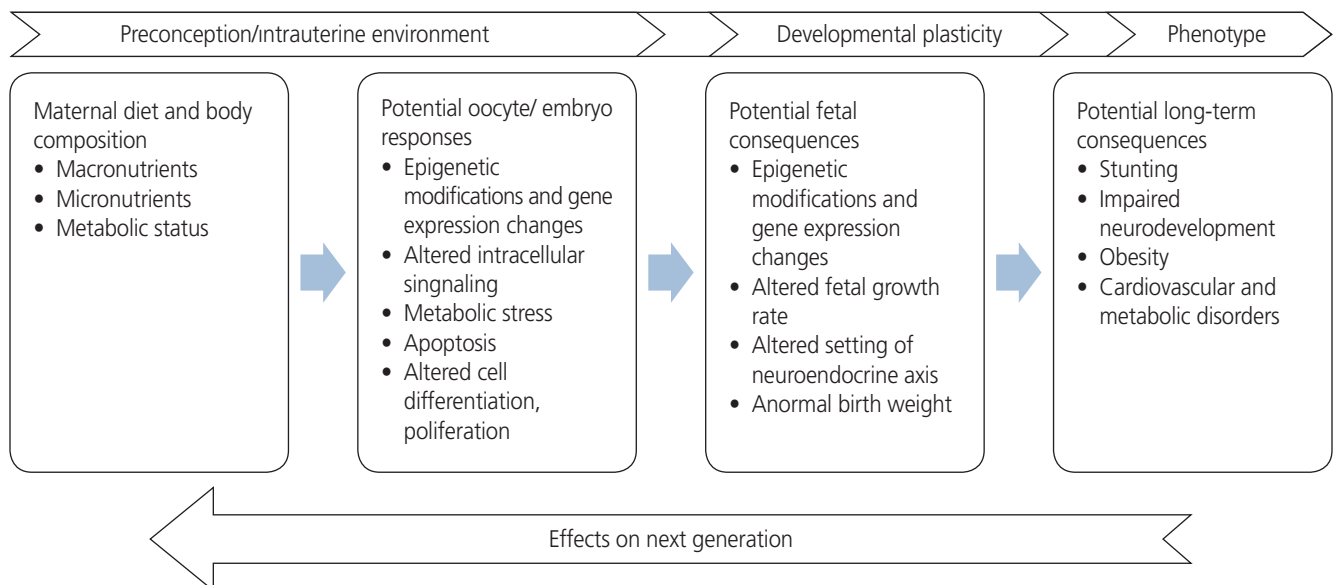 Preconception/intrauterine environment
Developmental plasticity
Phenotype
Maternal diet and body
composition
• Macronutrients
• Micronutrients
• Metabolic status
Potential oocyte/ embryo
responses
• Epigenetic
modifications and gene
expression changes
• Altered intracellular
singnaling
• Metabolic stress
• Apoptosis
• Altered cell
differentiation,
poliferation
Potential fetal
consequences
• Epigenetic
modifications and
gene expression
changes
• Altered fetal growth
rate
• Altered setting of
neuroendocrine axis
• Anormal birth weight
Potential long-term
consequences
• Stunting
• Impaired
neurodevelopment
• Obesity
• Cardiovascular and
metabolic disorders
Effects on next generation